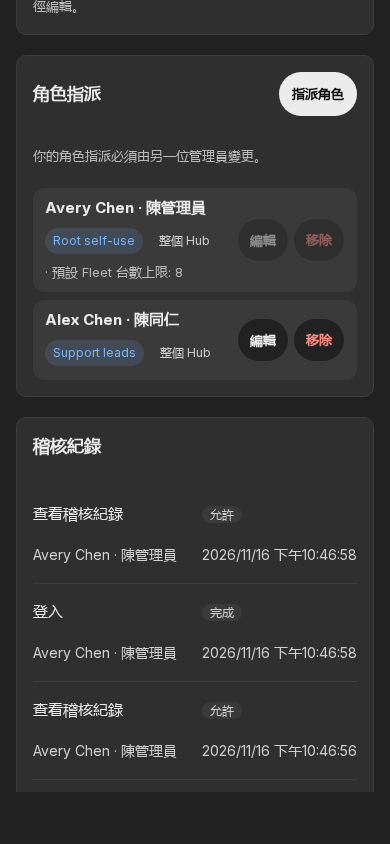 徑編輯。
角色指派
指派角色
你的角色指派必須由另一位管理員變更。
Avery Chen · 陳管理員
Root self-use 整個 Hub
· 預設 Fleet 台數上限: 8
編輯 移除
Alex Chen · 陳同仁
Support leads 整個 Hub
編輯 移除
稽核紀錄
查看稽核紀錄 允許
Avery Chen · 陳管理員 2026/11/16 下午10:46:58
登入 完成
Avery Chen · 陳管理員 2026/11/16 下午10:46:58
查看稽核紀錄 允許
Avery Chen · 陳管理員 2026/11/16 下午10:46:56